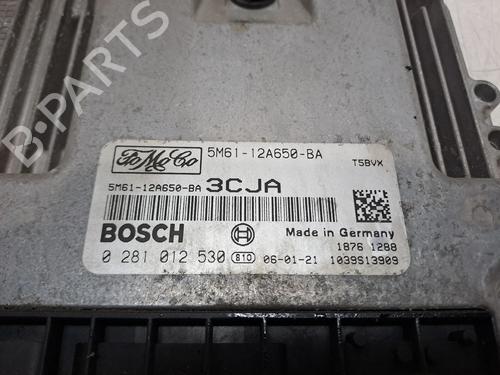 FoMoCo 5M61-12A650-BA
T5BVX
5M61-12A650-BA 3CJA
BOSCH Made in Germany
1876 1288
0 281 012 530 810 06-01-21 1039S13909
B-PARTS